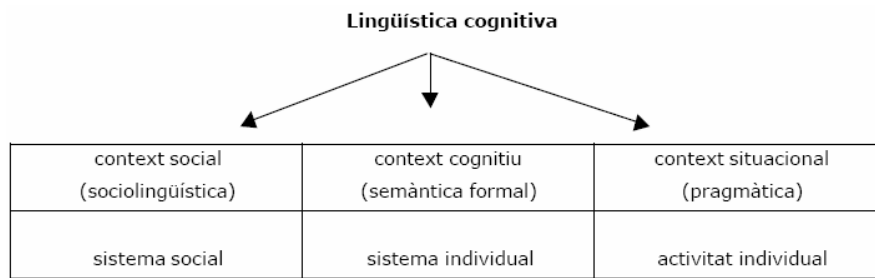 Lingüística cognitiva
context social
(sociolingüística)
context cognitiu
(semàntica formal)
context situacional
(pragmàtica)
sistema social
sistema individual
activitat individual